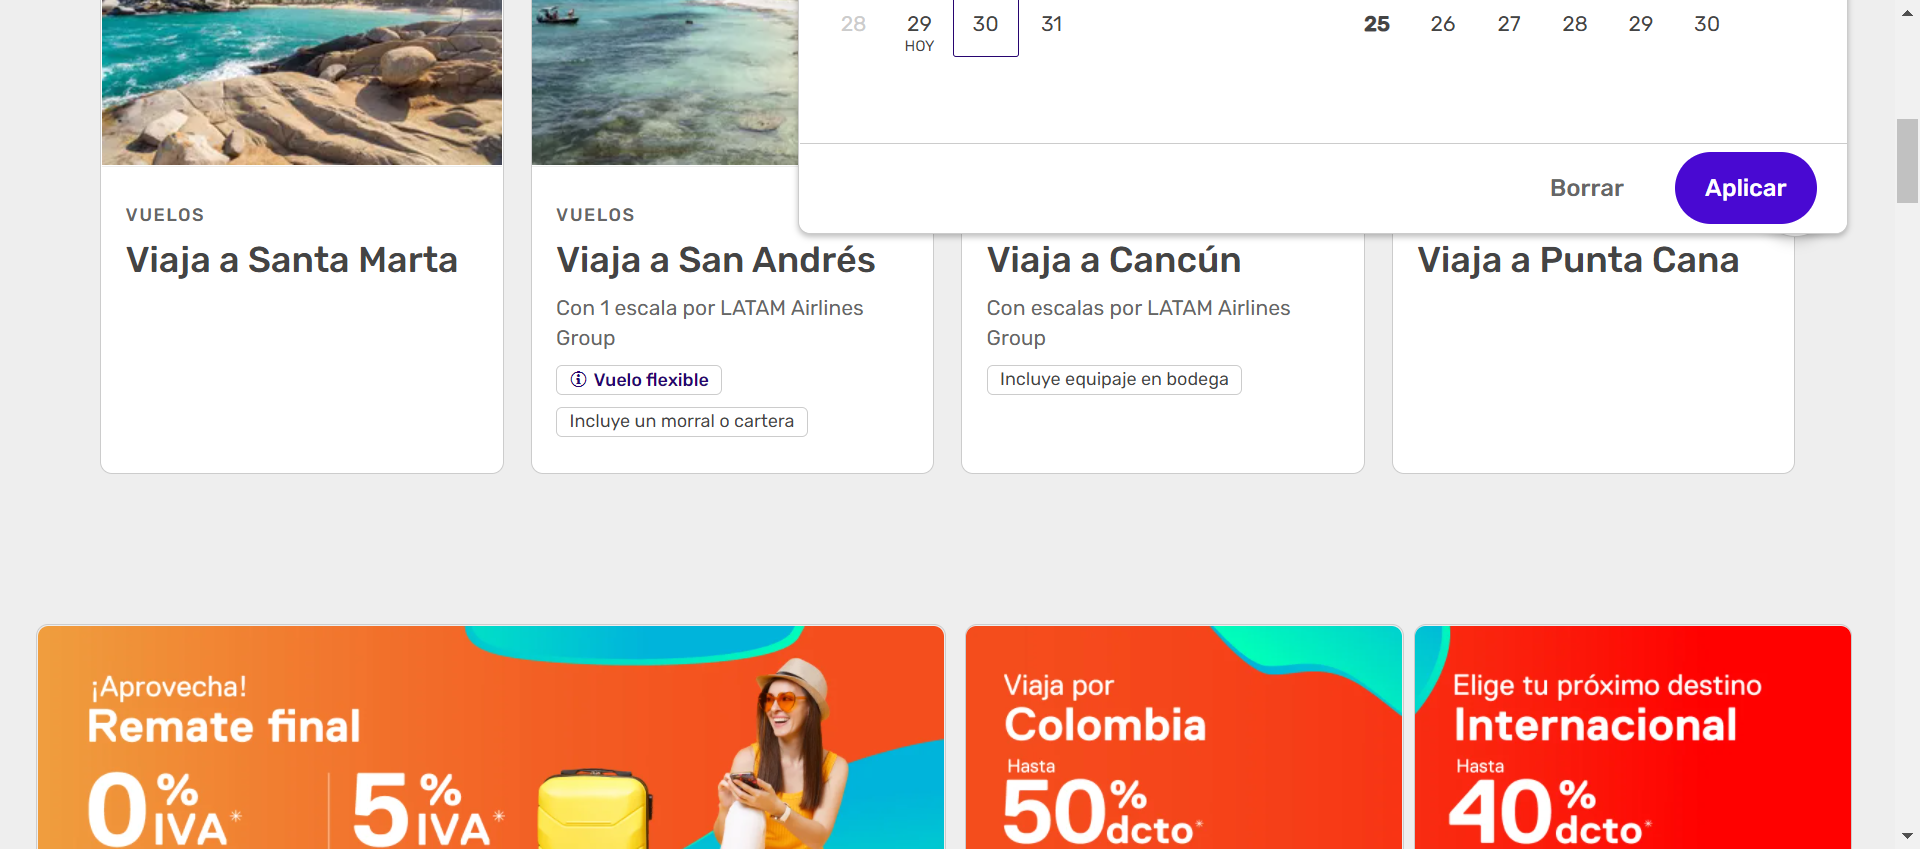 28 29 30 31 25 26 27 28 29 30
HOY
Borrar Aplicar
VUELOS
Viaja a Santa Marta
VUELOS
Viaja a San Andrés
Con 1 escala por LATAM Airlines
Group
Vuelo flexible
Incluye un morral o cartera
Viaja a Cancún
Con escalas por LATAM Airlines
Group
Incluye equipaje en bodega
Viaja a Punta Cana
¡Aprovecha!
Remate final
0% IVA* 5% IVA*
Viaja por
Colombia
Hasta
50% dcto*
Elige tu próximo destino
Internacional
Hasta
40% dcto*